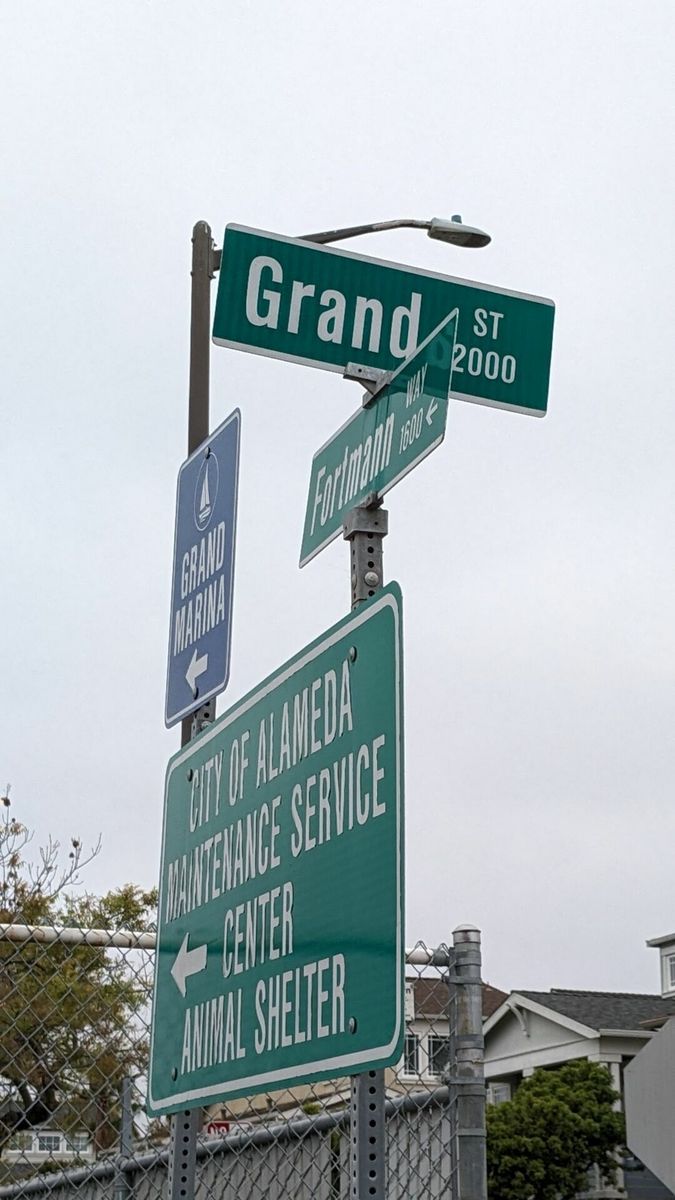 Grand ST
2000
Fortmann WAY
1600
GRAND
MARINA
CITY OF ALAMEDA
MAINTENANCE SERVICE
CENTER
ANIMAL SHELTER